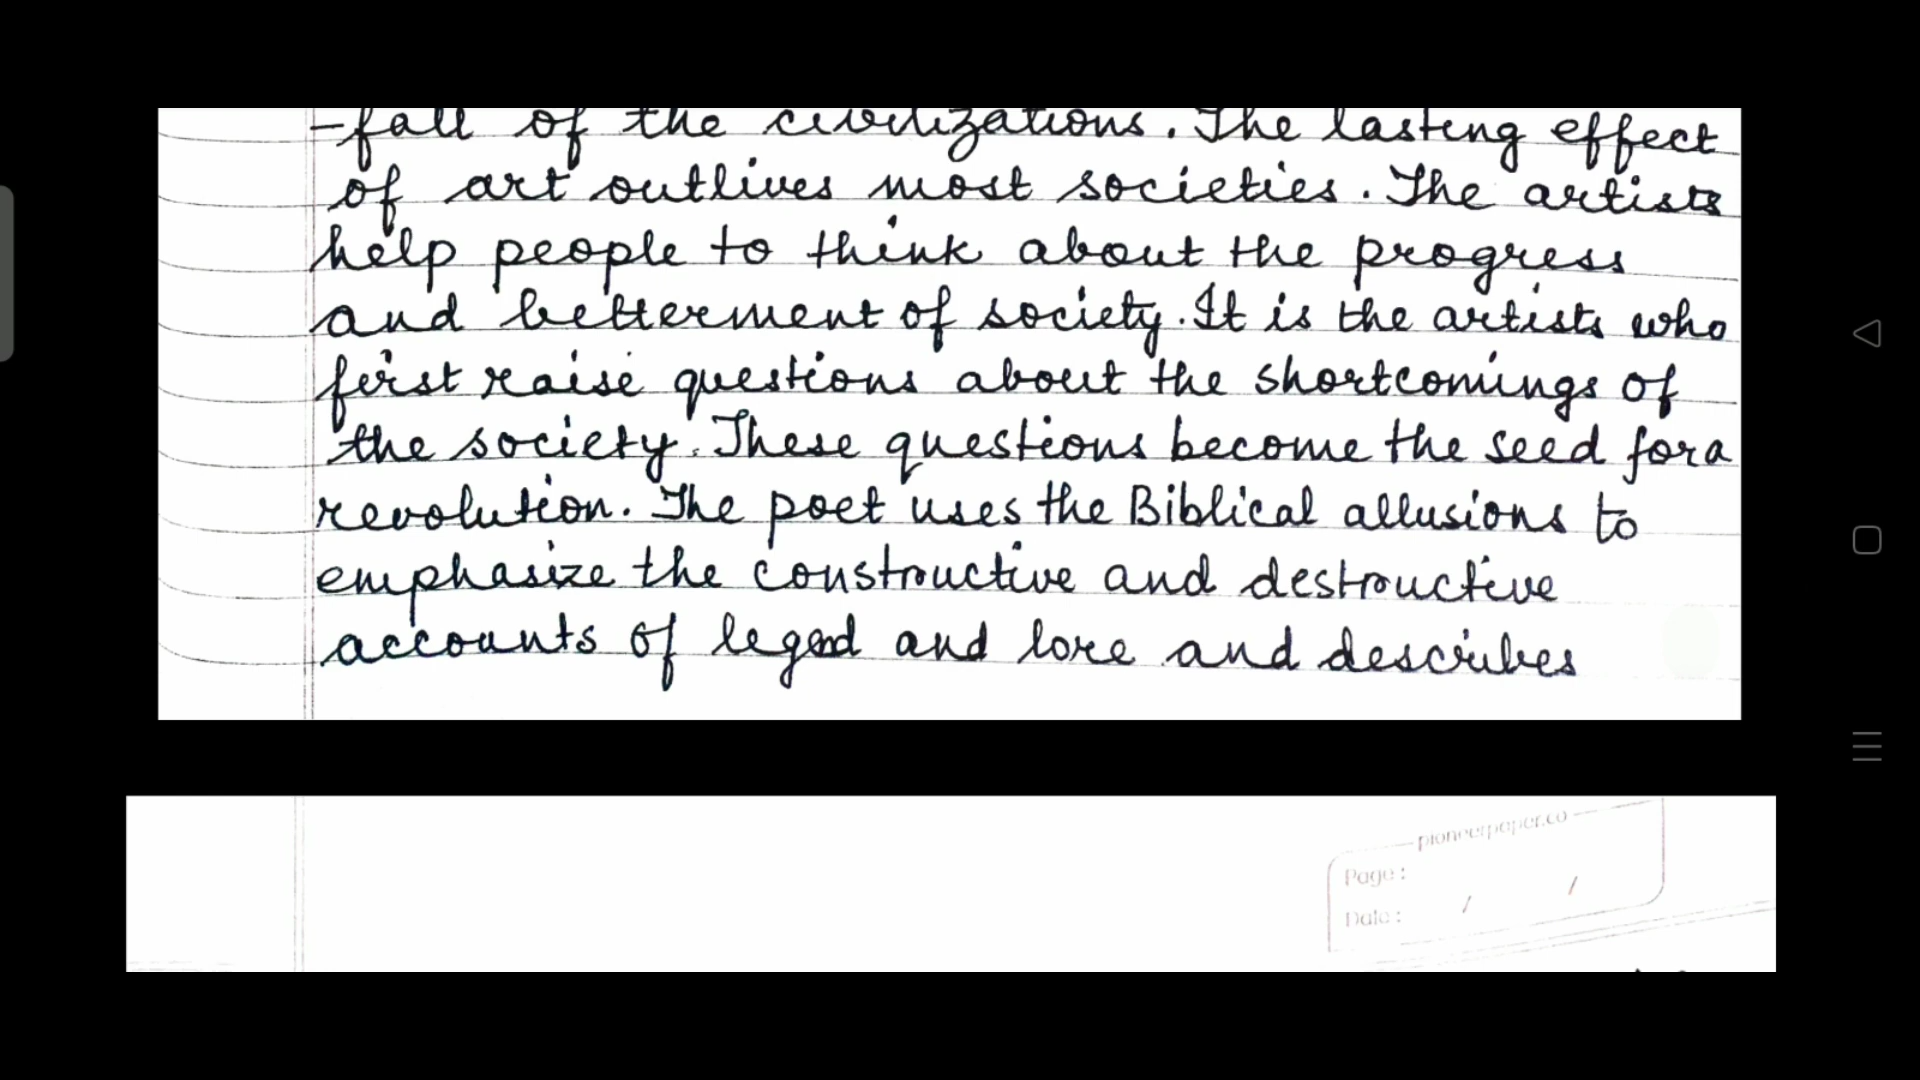 -fall of the civilizations. The lasting effect
of art outlives most societies. The artists
help people to think about the progress
and betterment of society. It is the artists who
first raise questions about the shortcomings of
the society. These questions become the seed for a
revolution. The poet uses the Biblical allusions to
emphasize the constructive and destructive
accounts of legend and lore and describes
pioneerpaper.co
Page :
Date : / /